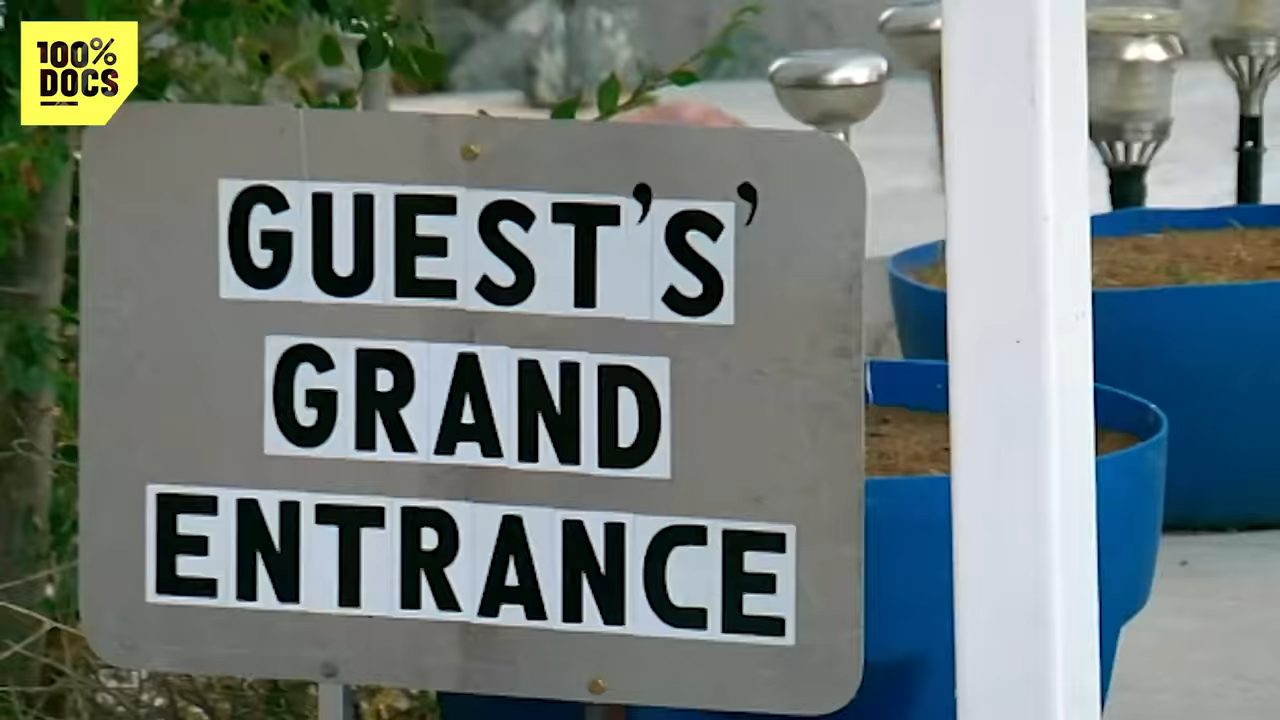 100%
DOCS
GUEST’S’
GRAND
ENTRANCE